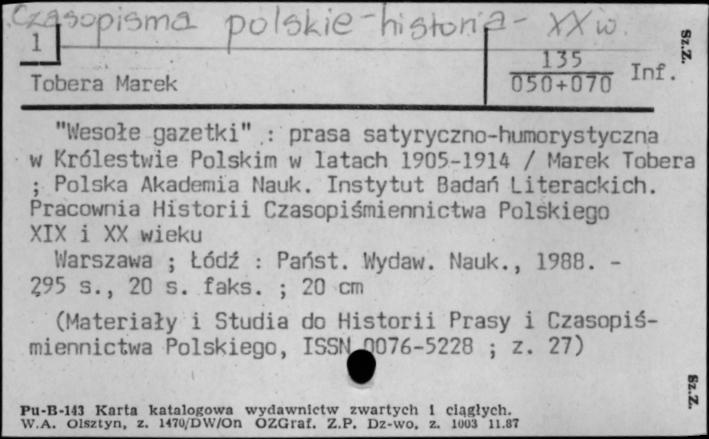 Czasopisma polskie - historia - XX w.
1
Sz.Z.
135
050+070 Inf.
Tobera Marek
"Wesołe gazetki" : prasa satyryczno-humorystyczna
w Królestwie Polskim w latach 1905-1914 / Marek Tobera
; Polska Akademia Nauk. Instytut Badań Literackich.
Pracownia Historii Czasopiśmiennictwa Polskiego
XIX i XX wieku
Warszawa ; Łódź : Państ. Wydaw. Nauk., 1988. -
295 s., 20 s. faks. ; 20 cm
(Materiały i Studia do Historii Prasy i Czasopiś-
miennictwa Polskiego, ISSN 0076-5228 ; z. 27)
Sz.Z.
Pu-B-143 Karta katalogowa wydawnictw zwartych i ciągłych.
W.A. Olsztyn, z. 1470/DW/On OZGraf. Z.P. Dz-wo, z. 1003 11.87